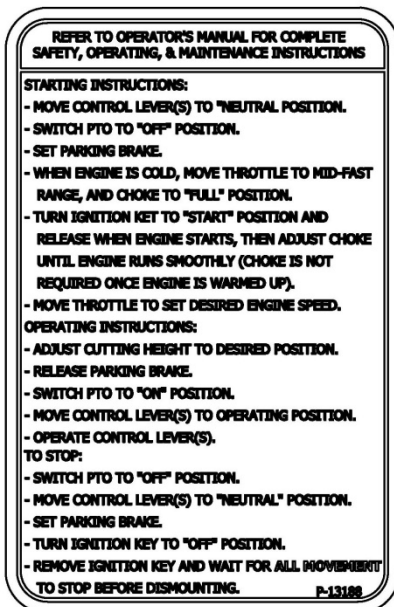 REFER TO OPERATOR'S MANUAL FOR COMPLETE
SAFETY, OPERATING, & MAINTENANCE INSTRUCTIONS
STARTING INSTRUCTIONS:
- MOVE CONTROL LEVER(S) TO "NEUTRAL POSITION.
- SWITCH PTO TO "OFF" POSITION.
- SET PARKING BRAKE.
- WHEN ENGINE IS COLD, MOVE THROTTLE TO MID-FAST
RANGE, AND CHOKE TO "FULL" POSITION.
- TURN IGNITION KET TO "START" POSITION AND
RELEASE WHEN ENGINE STARTS, THEN ADJUST CHOKE
UNTIL ENGINE RUNS SMOOTHLY (CHOKE IS NOT
REQUIRED ONCE ENGINE IS WARMED UP).
- MOVE THROTTLE TO SET DESIRED ENGINE SPEED.
OPERATING INSTRUCTIONS:
- ADJUST CUTTING HEIGHT TO DESIRED POSITION.
- RELEASE PARKING BRAKE.
- SWITCH PTO TO "ON" POSITION.
- MOVE CONTROL LEVER(S) TO OPERATING POSITION.
- OPERATE CONTROL LEVER(S).
TO STOP:
- SWITCH PTO TO "OFF" POSITION.
- MOVE CONTROL LEVER(S) TO "NEUTRAL" POSITION.
- SET PARKING BRAKE.
- TURN IGNITION KEY TO "OFF" POSITION.
- REMOVE IGNITION KEY AND WAIT FOR ALL MOVEMENT
TO STOP BEFORE DISMOUNTING. P-13188